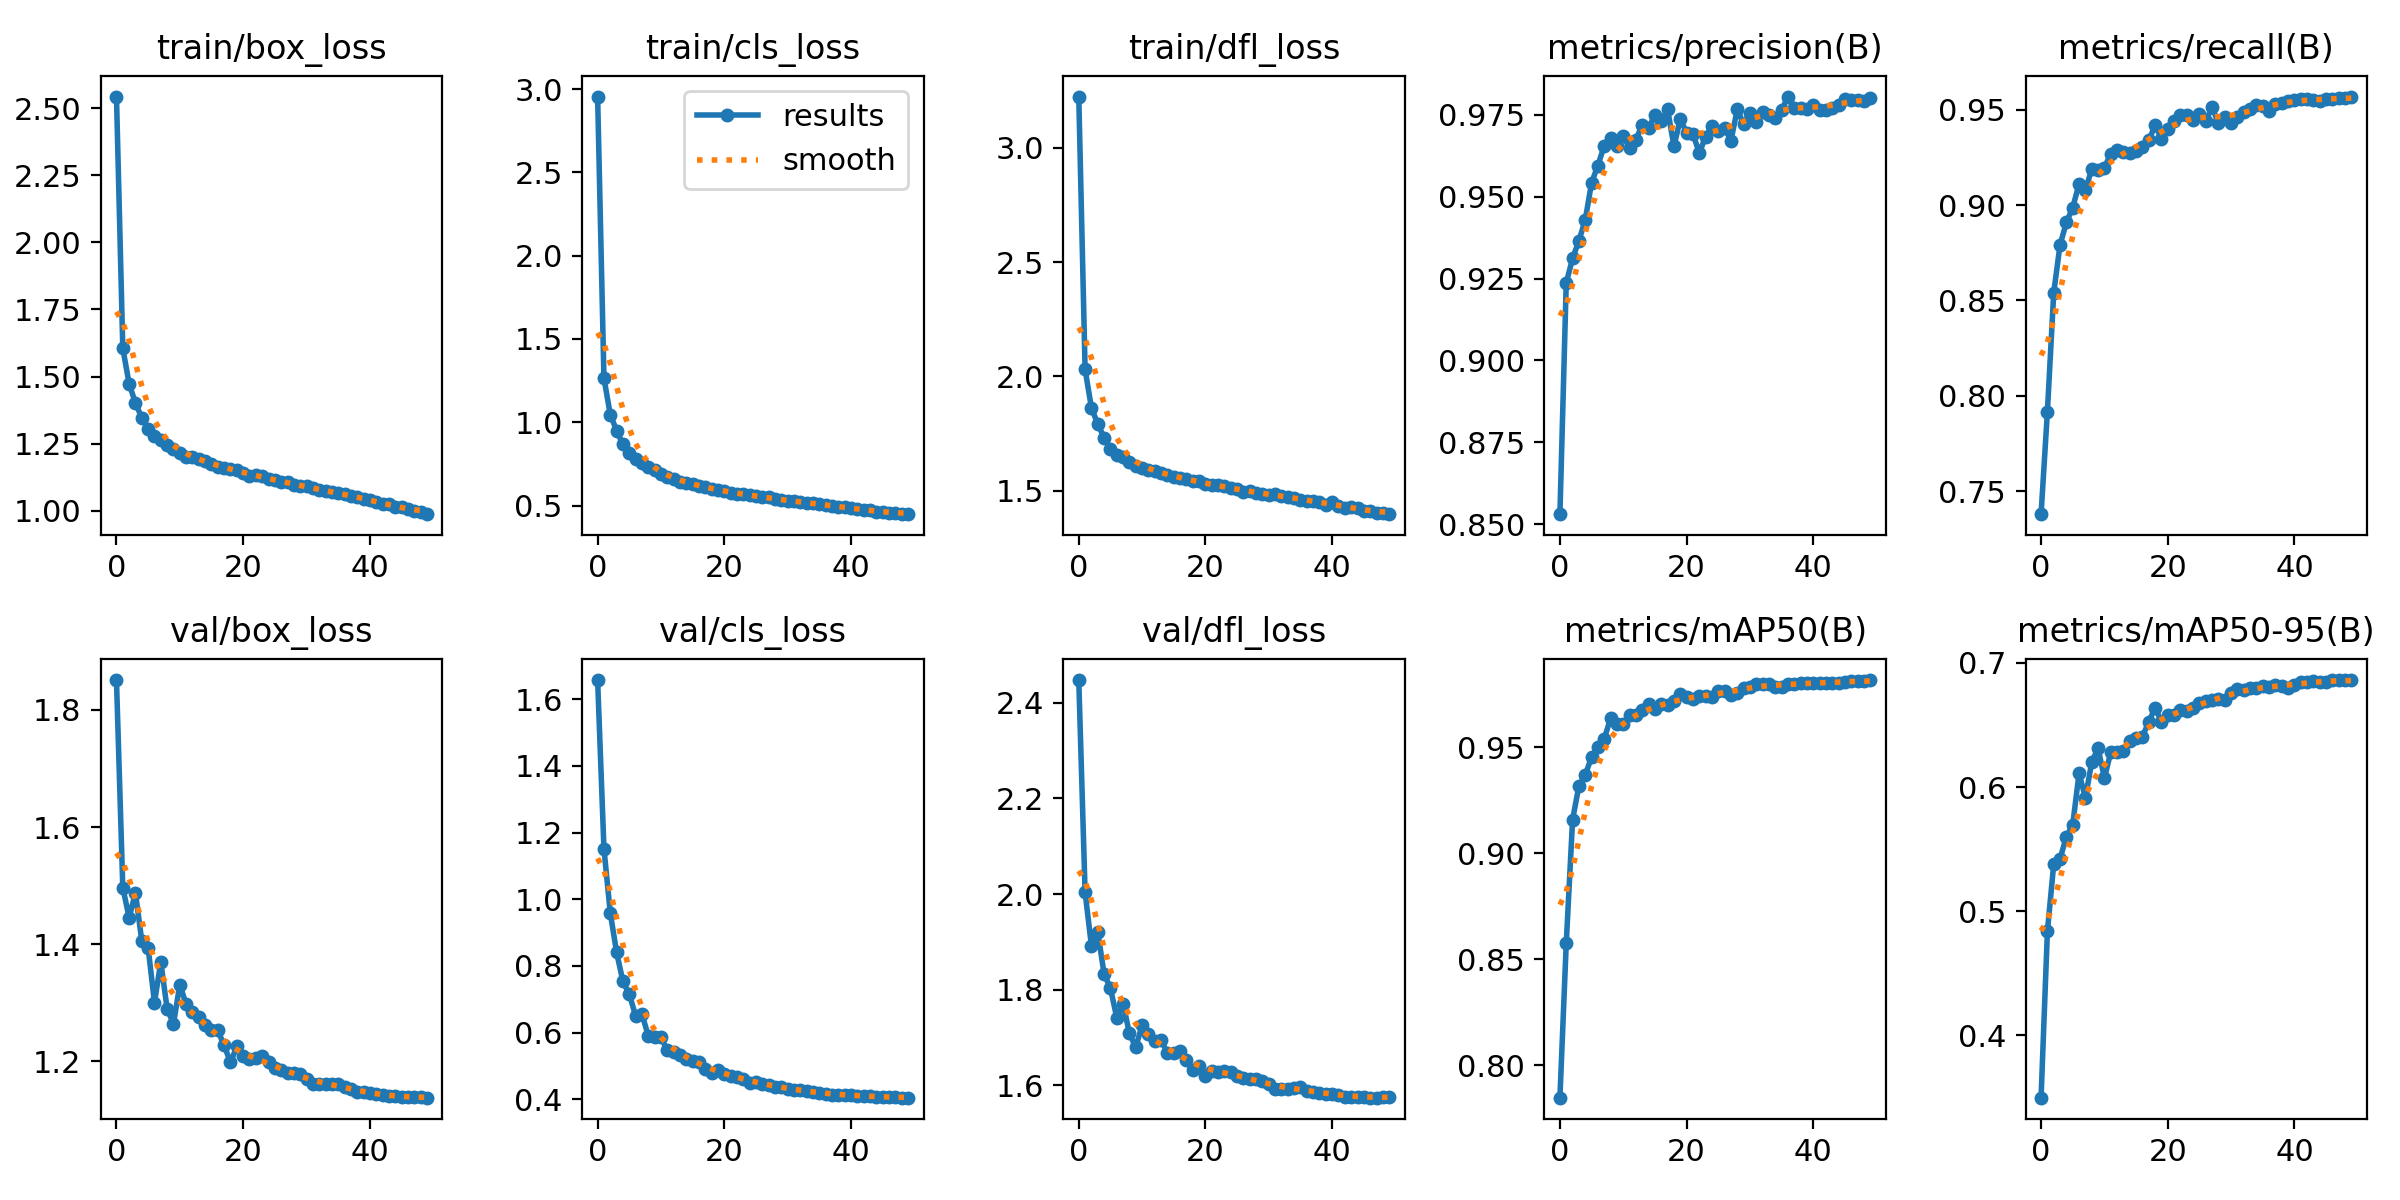 train/box_loss
2.50
2.25
2.00
1.75
1.50
1.25
1.00
0 20 40
train/cls_loss
results
smooth
3.0
2.5
2.0
1.5
1.0
0.5
0 20 40
train/dfl_loss
3.0
2.5
2.0
1.5
0 20 40
metrics/precision(B)
0.975
0.950
0.925
0.900
0.875
0.850
0 20 40
metrics/recall(B)
0.95
0.90
0.85
0.80
0.75
0 20 40
val/box_loss
1.8
1.6
1.4
1.2
0 20 40
val/cls_loss
1.6
1.4
1.2
1.0
0.8
0.6
0.4
0 20 40
val/dfl_loss
2.4
2.2
2.0
1.8
1.6
0 20 40
metrics/mAP50(B)
0.95
0.90
0.85
0.80
0 20 40
metrics/mAP50-95(B)
0.7
0.6
0.5
0.4
0 20 40